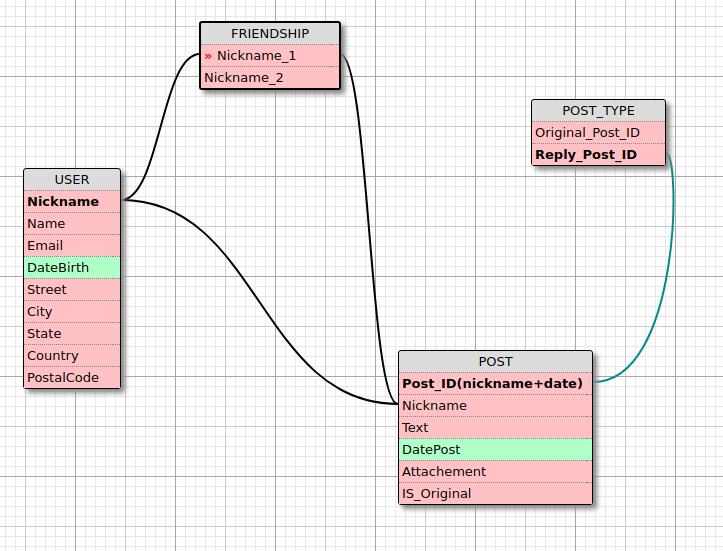 FRIENDSHIP
» Nickname_1
Nickname_2
POST_TYPE
Original_Post_ID
Reply_Post_ID
USER
Nickname
Name
Email
DateBirth
Street
City
State
Country
PostalCode
POST
Post_ID(nickname+date)
Nickname
Text
DatePost
Attachement
IS_Original